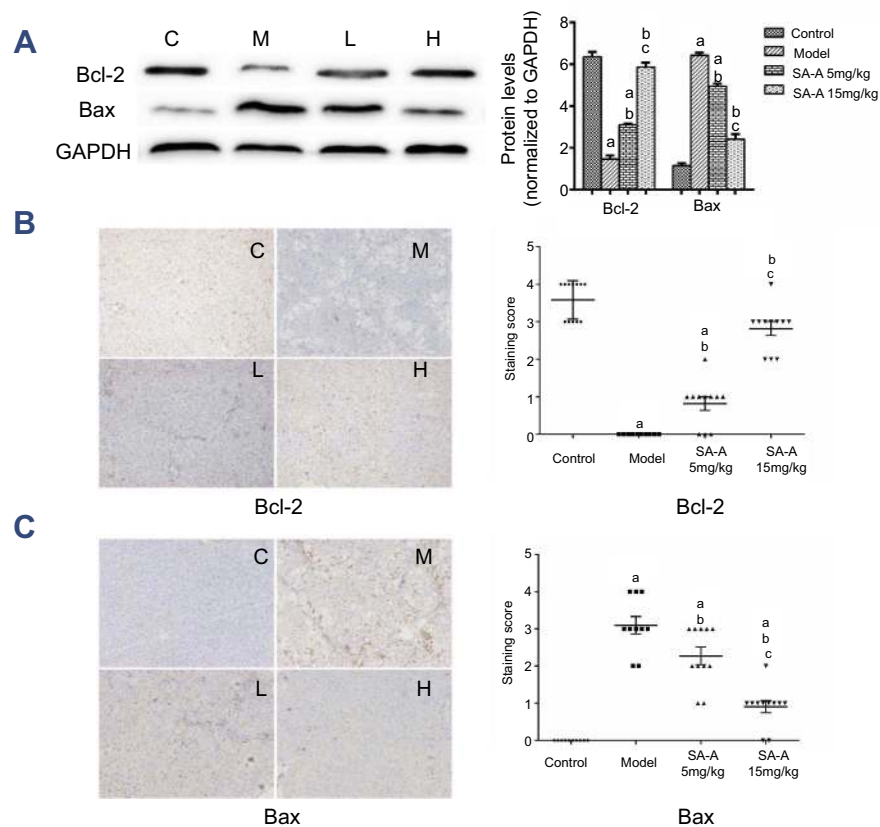 A
C M L H
Bcl-2
Bax
GAPDH
Protein levels
(normalized to GAPDH)
8
6
4
2
0
a
a
b
b
c
a
a
b
b
c
Bcl-2 Bax
Control
Model
SA-A 5mg/kg
SA-A 15mg/kg
B
C M
L H
Bcl-2
Staining score
5
4
3
2
1
0
a
a
b
b
c
Control Model SA-A SA-A
5mg/kg 15mg/kg
Bcl-2
C
C M
L H
Bax
Staining score
5
4
3
2
1
0
a
a
b
a
b
c
Control Model SA-A SA-A
5mg/kg 15mg/kg
Bax